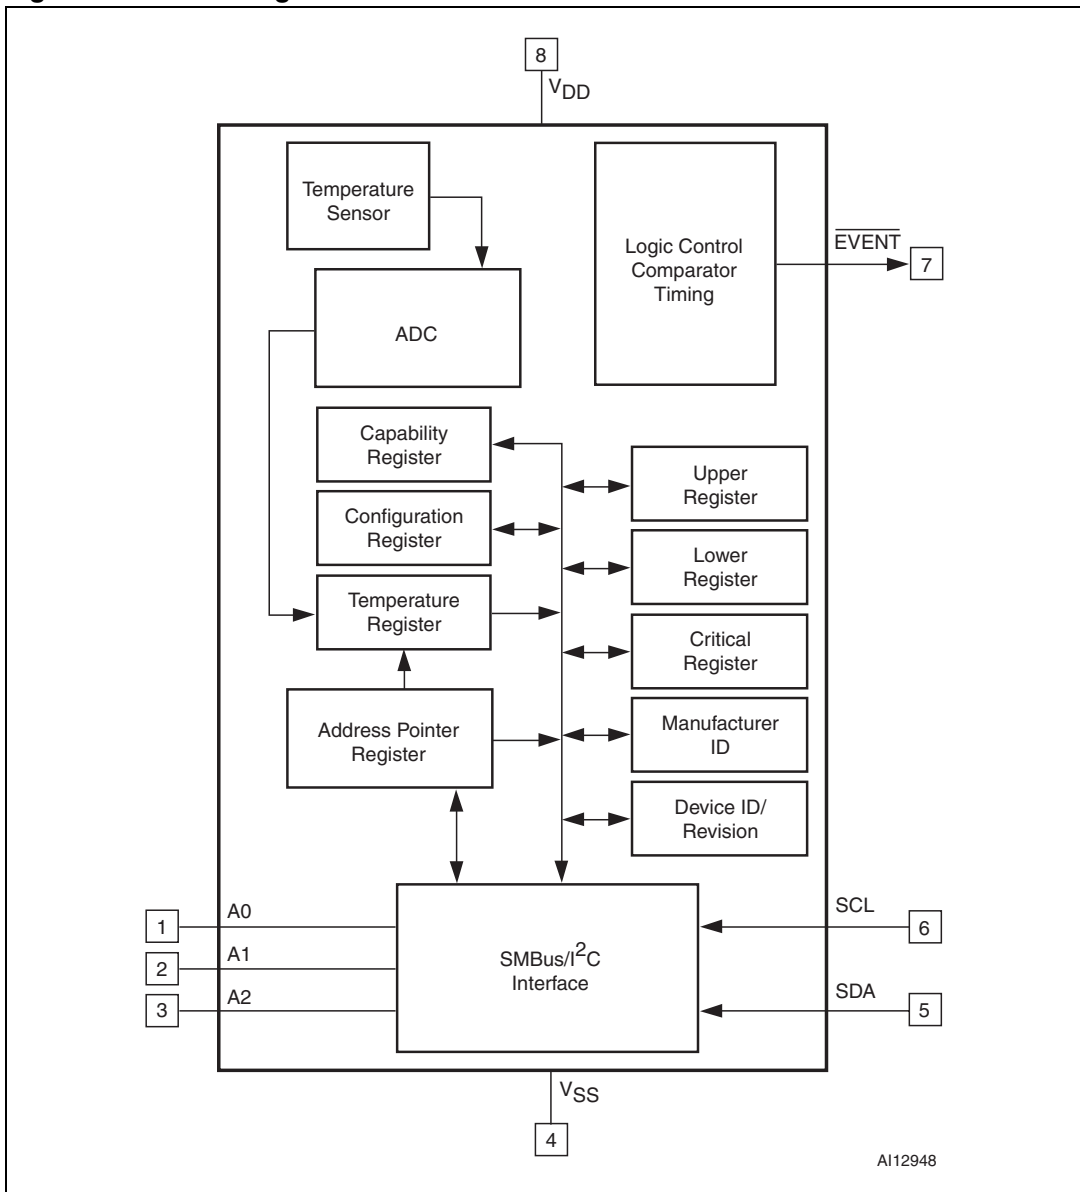 8
VDD
Temperature
Sensor
Logic Control
Comparator
Timing
EVENT
7
ADC
Capability
Register
Configuration
Register
Temperature
Register
Address Pointer
Register
Upper
Register
Lower
Register
Critical
Register
Manufacturer
ID
Device ID/
Revision
1
A0
2
A1
3
A2
SMBus/I²C
Interface
SCL
6
SDA
5
VSS
4
AI12948